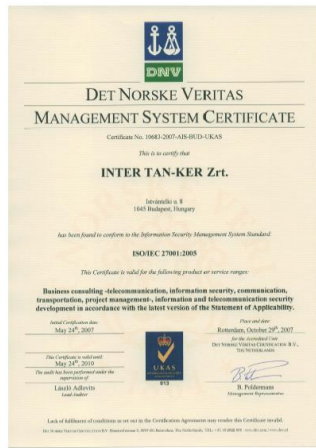 DNV
DET NORSKE VERITAS
MANAGEMENT SYSTEM CERTIFICATE
Certificate No. 19683-2007-AIS-BUD-UKAS
This is to certify that
INTER TAN-KER Zrt.
Istvántelki u. 8
1045 Budapest, Hungary
has been found to conform to the Information Security Management System Standard:
ISO/IEC 27001:2005
This Certificate is valid for the following product or service ranges:
Business consulting -telecommunication, information security, communication,
transportation, project management-, information and telecommunication security
development in accordance with the latest version of the Statement of Applicability.
Initial Certification date:
May 24th, 2007
Place and date
Rotterdam, October 29th, 2007
for the Accredited Unit
DET NORSKE VERITAS CERTIFICATION B.V.,
THE NETHERLANDS
This Certificate is valid until:
May 24th, 2010
The audit has been performed under the
supervision of
László Adlovits
Lead Auditor
UKAS
013
B. Poldermans
Management Representative
Lack of fulfilment of conditions as set out in the Certification Agreement may render this Certificate invalid.